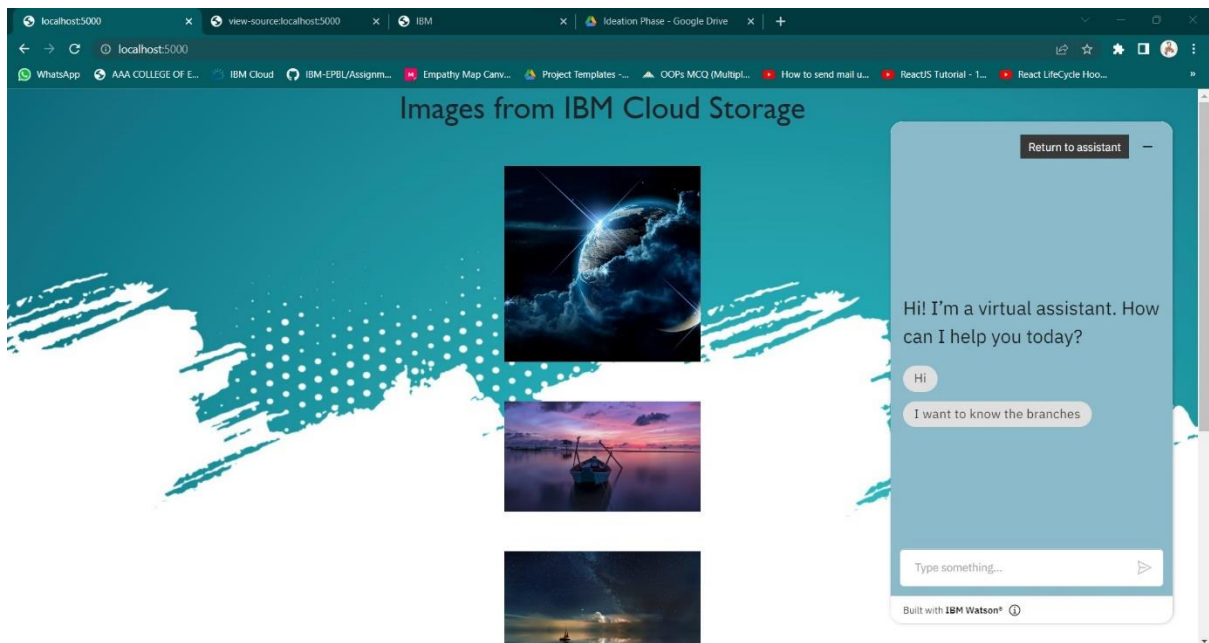 localhost:5000
view-source:localhost:5000
IBM
Ideation Phase - Google Drive
localhost:5000
WhatsApp
AAA COLLEGE OF E...
IBM Cloud
IBM-EPBL/Assignm...
Empathy Map Canv...
Project Templates -...
OOPs MCQ (Multipl...
How to send mail u...
ReactJS Tutorial - 1...
React LifeCycle Hoo...
Images from IBM Cloud Storage
Return to assistant
Hi! I'm a virtual assistant. How
can I help you today?
Hi
I want to know the branches
Type something...
Built with IBM Watson®